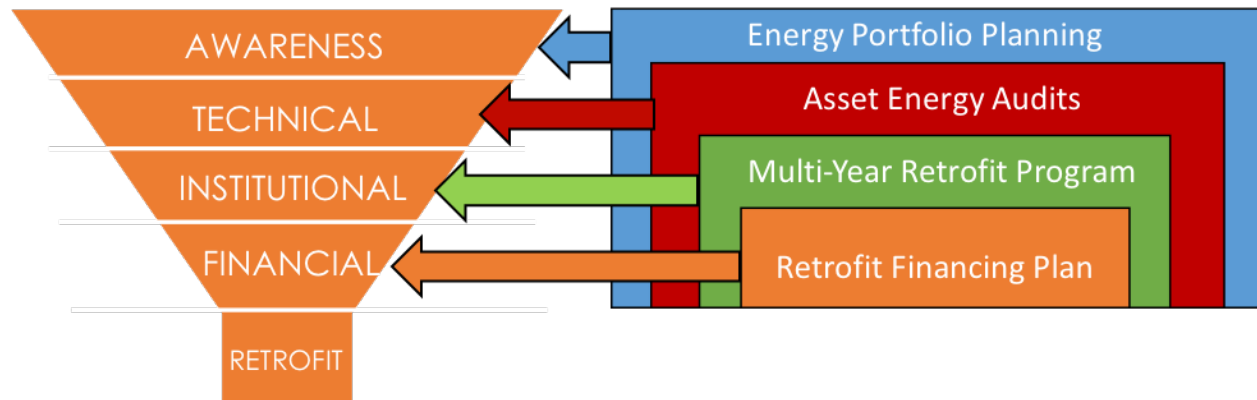 AWARENESS
TECHNICAL
INSTITUTIONAL
FINANCIAL
RETROFIT
Energy Portfolio Planning
Asset Energy Audits
Multi-Year Retrofit Program
Retrofit Financing Plan